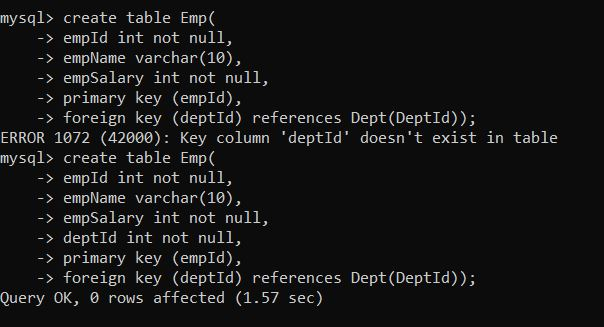 mysql> create table Emp(
    -> empId int not null,
    -> empName varchar(10),
    -> empSalary int not null,
    -> primary key (empId),
    -> foreign key (deptId) references Dept(DeptId));
ERROR 1072 (42000): Key column 'deptId' doesn't exist in table
mysql> create table Emp(
    -> empId int not null,
    -> empName varchar(10),
    -> empSalary int not null,
    -> deptId int not null,
    -> primary key (empId),
    -> foreign key (deptId) references Dept(DeptId));
Query OK, 0 rows affected (1.57 sec)